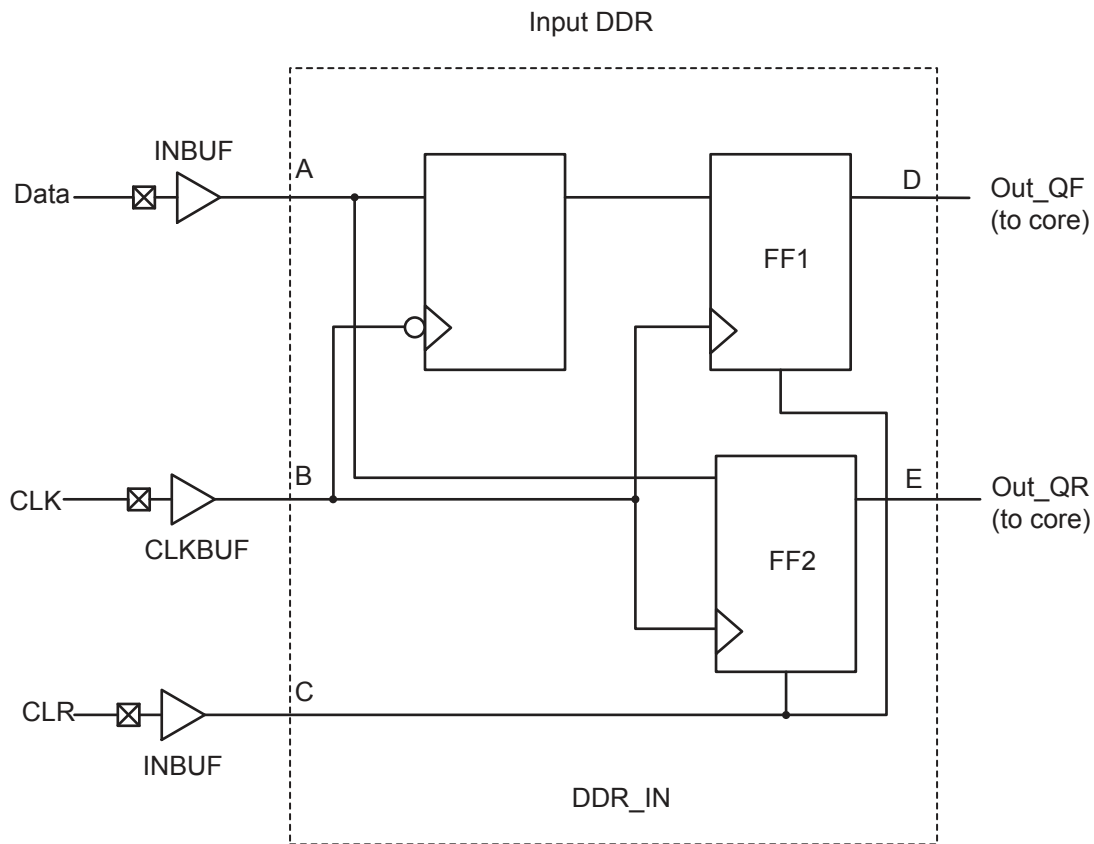 Input DDR
INBUF
A
Data
D
Out_QF
(to core)
FF1
B
CLK
CLKBUF
E
Out_QR
(to core)
FF2
C
CLR
INBUF
DDR_IN